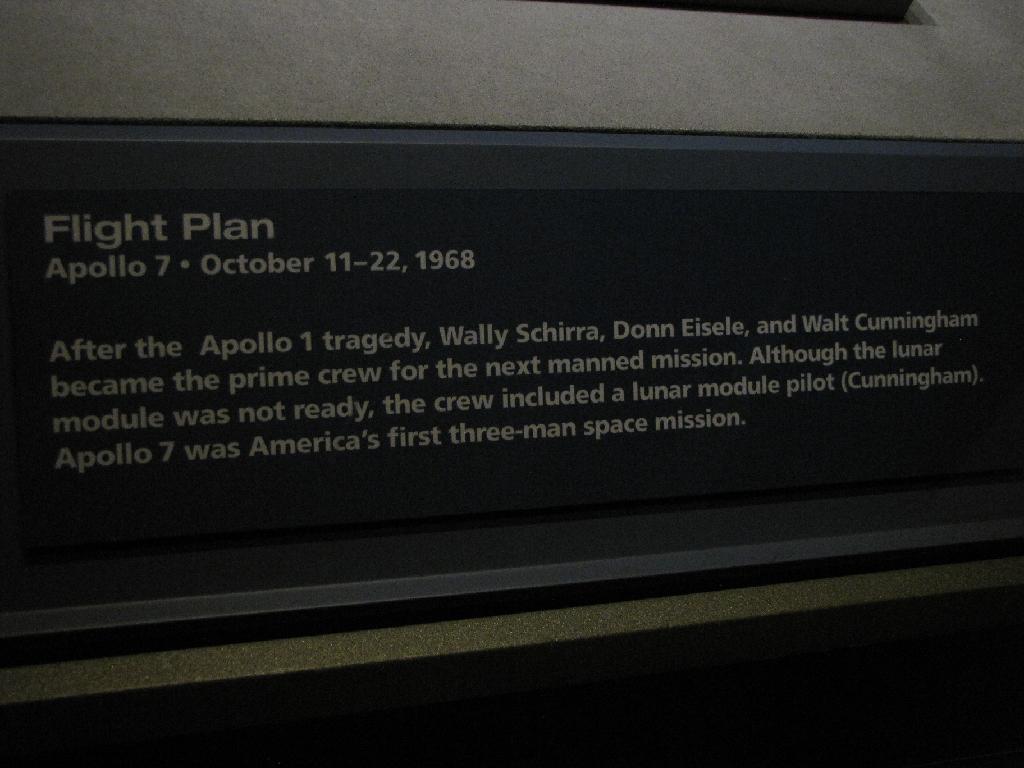 Flight Plan
Apollo 7 • October 11–22, 1968
After the Apollo 1 tragedy, Wally Schirra, Donn Eisele, and Walt Cunningham
became the prime crew for the next manned mission. Although the lunar
module was not ready, the crew included a lunar module pilot (Cunningham).
Apollo 7 was America's first three-man space mission.